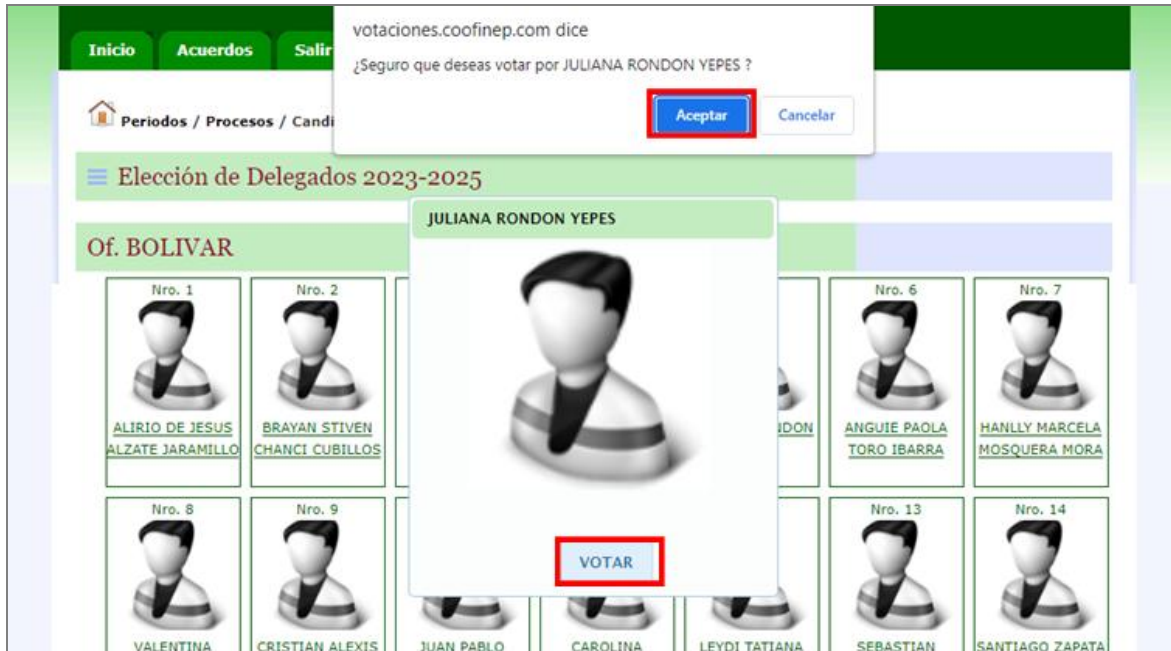 votaciones.coofinep.com dice
¿Seguro que deseas votar por JULIANA RONDON YEPES ?
Aceptar Cancelar
Inicio Acuerdos Salir
Periodos / Procesos / Candi
Elección de Delegados 2023-2025
JULIANA RONDON YEPES
VOTAR
Of. BOLIVAR
Nro. 1 Nro. 2 Nro. 6 Nro. 7
ALIRIO DE JESUS BRAYAN STIVEN NDON ANGUIE PAOLA HANLLY MARCELA
ALZATE JARAMILLO CHANCI CUBILLOS TORO IBARRA MOSQUERA MORA
Nro. 8 Nro. 9 Nro. 13 Nro. 14
VALENTINA CRISTIAN ALEXIS JUAN PABLO CAROLINA LEYDI TATIANA SEBASTIAN SANTIAGO ZAPATA